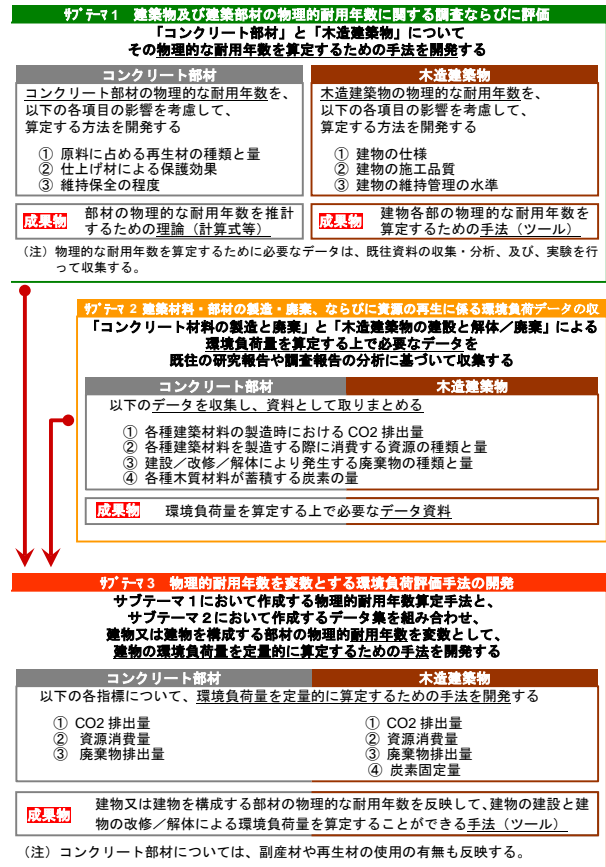 ｻﾌﾞﾃｰﾏ1 建築物及び建築部材の物理的耐用年数に関する調査ならびに評価
「コンクリート部材」と「木造建築物」について
その物理的な耐用年数を算定するための手法を開発する
コンクリート部材
コンクリート部材の物理的な耐用年数を、
以下の各項目の影響を考慮して、
算定する方法を開発する
① 原料に占める再生材の種類と量
② 仕上げ材による保護効果
③ 維持保全の程度
成果物 部材の物理的な耐用年数を推計
するための理論（計算式等）
木造建築物
木造建築物の物理的な耐用年数を、
以下の各項目の影響を考慮して、
算定する方法を開発する
① 建物の仕様
② 建物の施工品質
③ 建物の維持管理の水準
成果物 建物各部の物理的な耐用年数を
算定するための手法（ツール）
（注）物理的な耐用年数を算定するために必要なデータは、既往資料の収集・分析、及び、実験を行
って収集する。
ｻﾌﾞﾃｰﾏ2 建築材料・部材の製造・廃棄、ならびに資源の再生に係る環境負荷データの収
「コンクリート材料の製造と廃棄」と「木造建築物の建設と解体／廃棄」による
環境負荷量を算定する上で必要なデータを
既往の研究報告や調査報告の分析に基づいて収集する
コンクリート部材 木造建築物
以下のデータを収集し、資料として取りまとめる
① 各種建築材料の製造時における CO2 排出量
② 各種建築材料を製造する際に消費する資源の種類と量
③ 建設／改修／解体により発生する廃棄物の種類と量
④ 各種木質材料が蓄積する炭素の量
成果物 環境負荷量を算定する上で必要なデータ資料
ｻﾌﾞﾃｰﾏ3 物理的耐用年数を変数とする環境負荷評価手法の開発
サブテーマ１において作成する物理的耐用年数算定手法と、
サブテーマ２において作成するデータ集を組み合わせ、
建物又は建物を構成する部材の物理的耐用年数を変数として、
建物の環境負荷量を定量的に算定するための手法を開発する
コンクリート部材 木造建築物
以下の各指標について、環境負荷量を定量的に算定するための手法を開発する
① CO2 排出量
② 資源消費量
③ 廃棄物排出量
① CO2 排出量
② 資源消費量
③ 廃棄物排出量
④ 炭素固定量
成果物 建物又は建物を構成する部材の物理的な耐用年数を反映して、建物の建設と建
物の改修／解体による環境負荷量を算定することができる手法（ツール）
（注）コンクリート部材については、副産材や再生材の使用の有無も反映する。